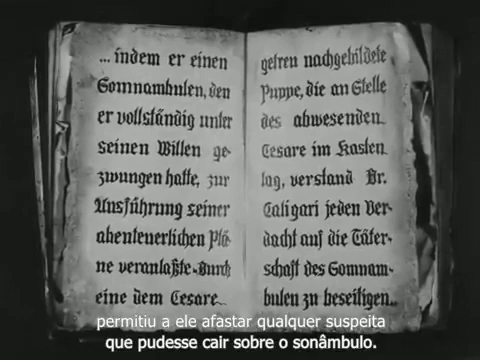 ... indem er einen
Somnambulen, den
er vollständig unter
seinen Willen ge-
zwungen hatte, zur
Ausführung seiner
abenteuerlichen Plä-
ne veranlaßte. Durch
eine dem Cesare
getreu nachgebildete
Puppe, die an Stelle
des abwesenden
Cesare im Kasten
lag, verstand Dr.
Caligari jeden Ver-
dacht auf die Täter-
schaft des Somnam-
bulen zu beseitigen.
permitiu a ele afastar qualquer suspeita
que pudesse cair sobre o sonâmbulo.